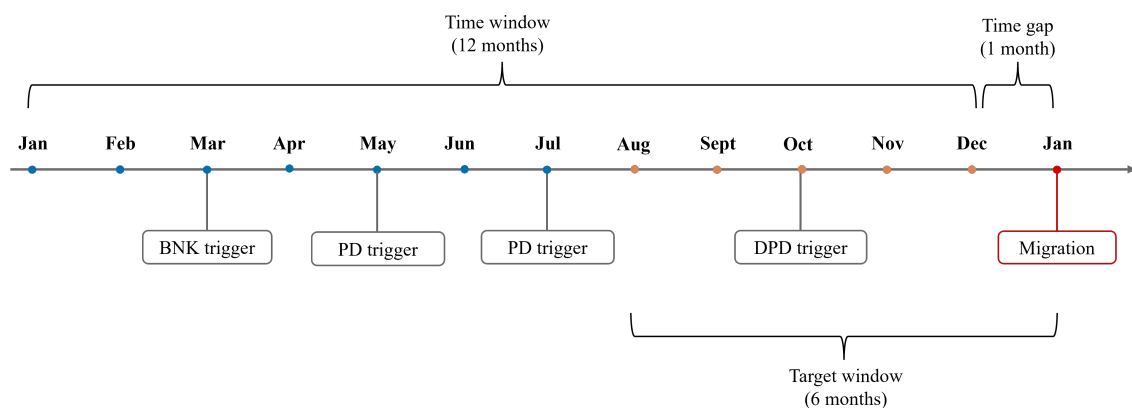 Time window
(12 months)
Time gap
(1 month)
Jan Feb Mar Apr May Jun Jul Aug Sept Oct Nov Dec Jan
BNK trigger PD trigger PD trigger DPD trigger Migration
Target window
(6 months)